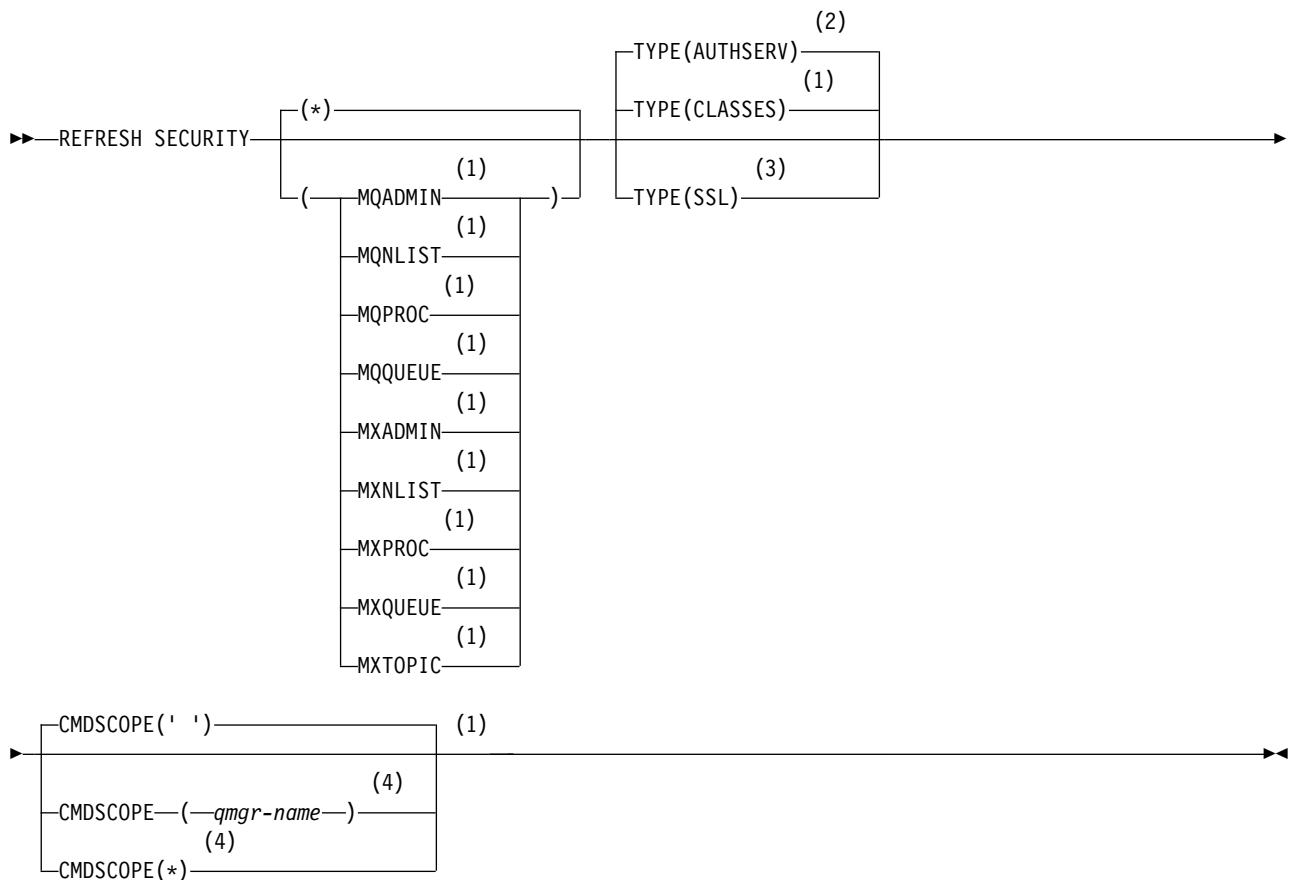 (2)
TYPE(AUTHSERV)
(1)
(*)
TYPE(CLASSES)
REFRESH SECURITY
(1)
(3)
( MQADMIN )
TYPE(SSL)
(1)
MQNLIST
(1)
MQPROC
(1)
MQQUEUE
(1)
MXADMIN
(1)
MXNLIST
(1)
MXPROC
(1)
MXQUEUE
(1)
MXTOPIC
CMDSCOPE(' ')
(1)
(4)
CMDSCOPE ( qmgr-name )
(4)
CMDSCOPE(*)